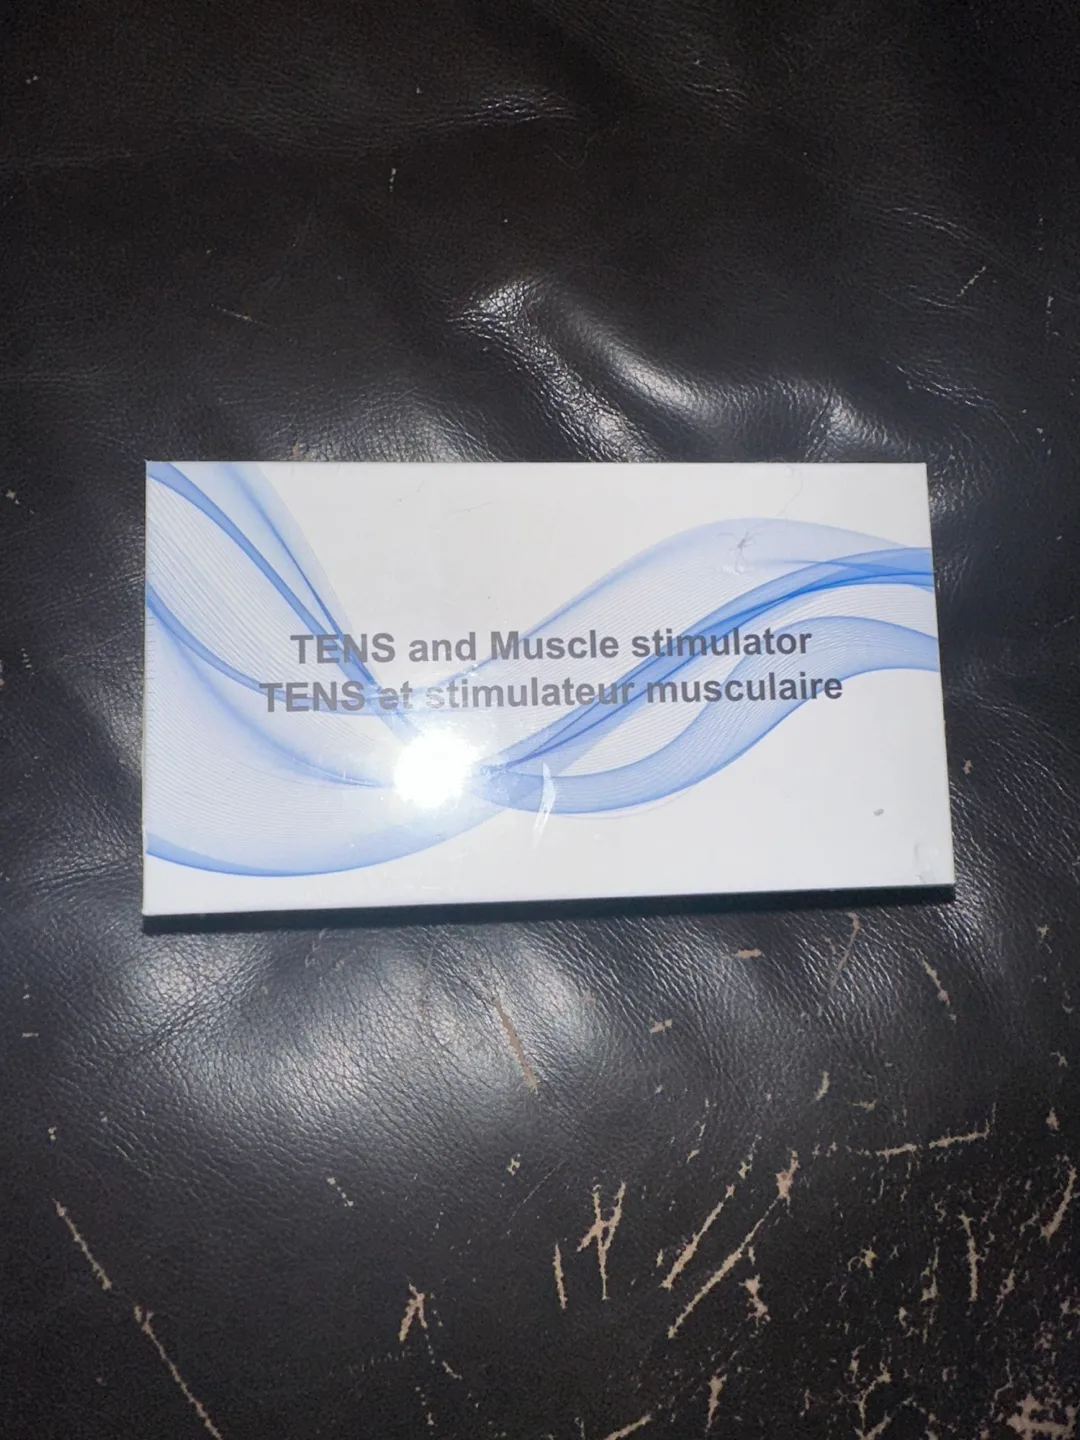 TENS and Muscle stimulator
TENS et stimulateur musculaire